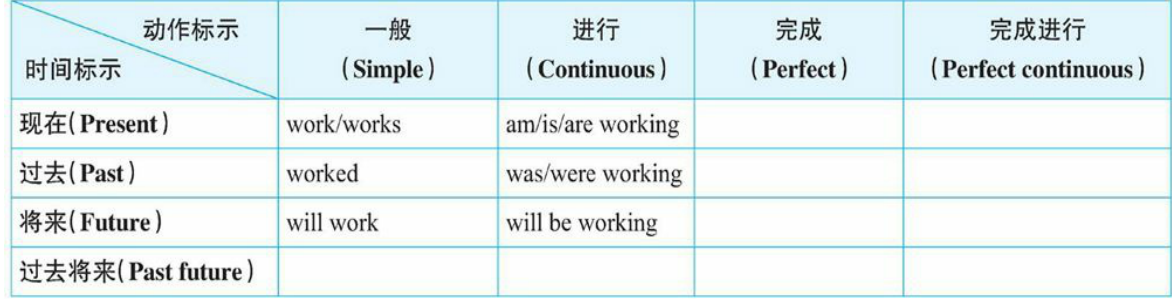 动作标示 一般 进行 完成 完成进行
时间标示 (Simple) (Continuous) (Perfect) (Perfect continuous)
现在(Present) work/works am/is/are working
过去(Past) worked was/were working
将来(Future) will work will be working
过去将来(Past future)